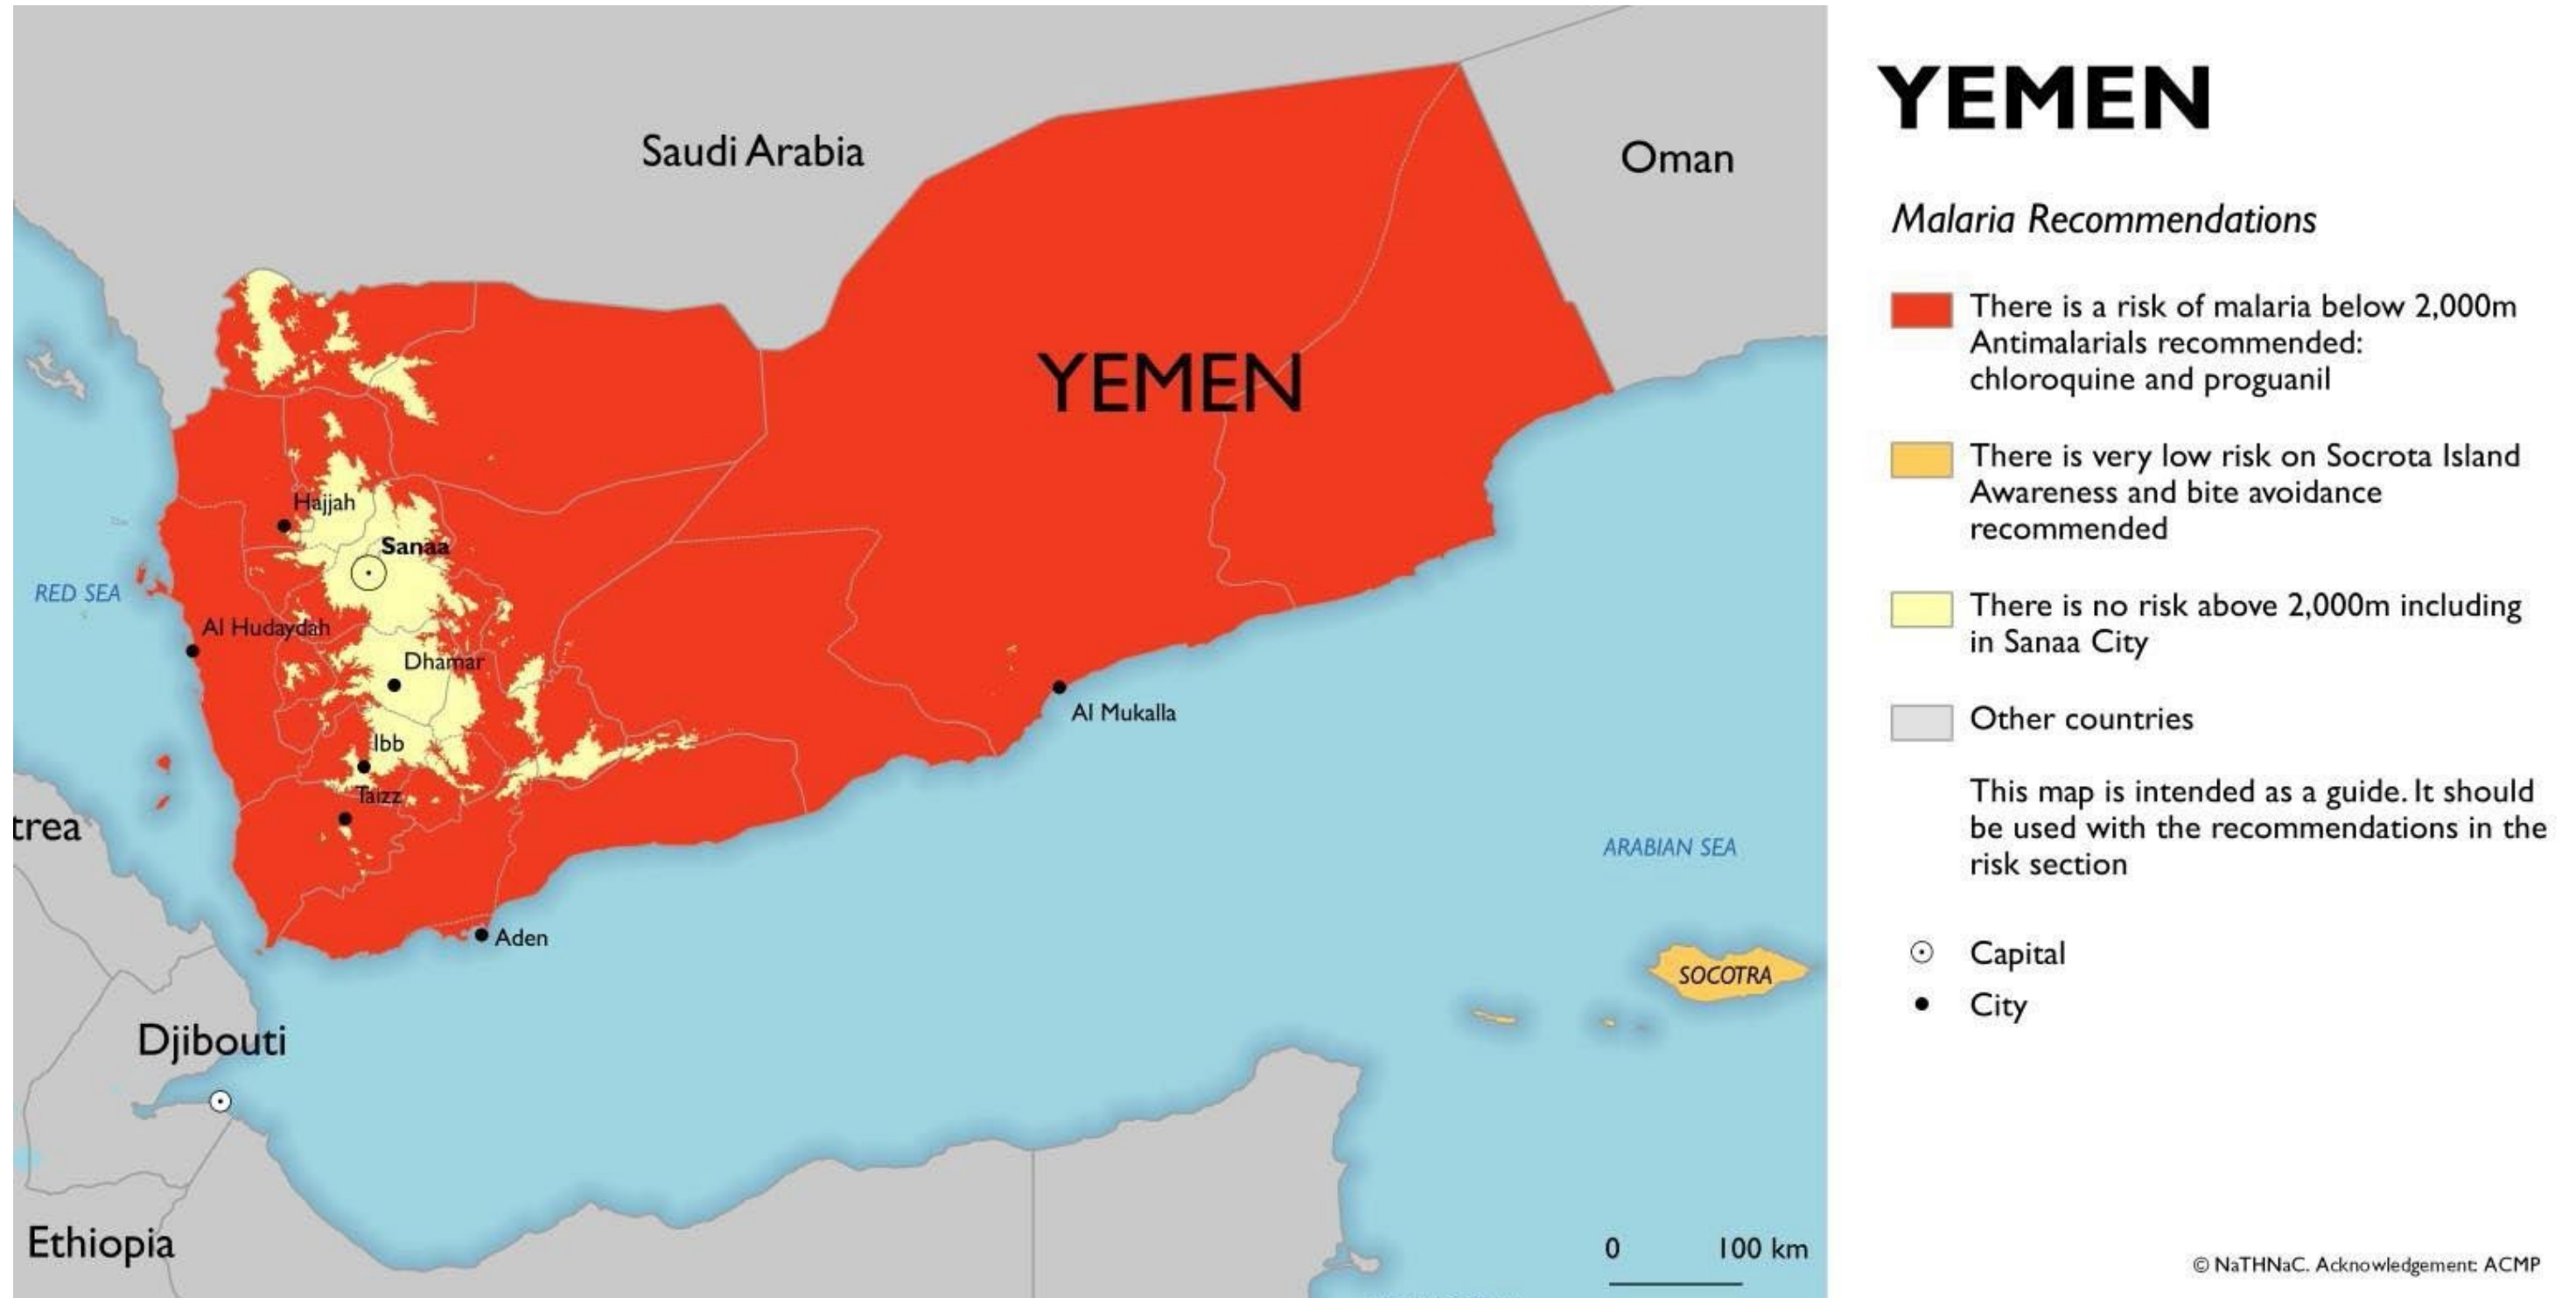 YEMEN
Malaria Recommendations
There is a risk of malaria below 2,000m
Antimalarials recommended:
chloroquine and proguanil
There is very low risk on Socrota Island
Awareness and bite avoidance
recommended
There is no risk above 2,000m including
in Sanaa City
Other countries
This map is intended as a guide. It should
be used with the recommendations in the
risk section
Capital
City
© NaTHNaC. Acknowledgement: ACMP
Saudi Arabia
Oman
YEMEN
Hajjah
Sanaa
RED SEA
Al Hudaydah
Dhamar
Al Mukalla
Ibb
Taizz
trea
ARABIAN SEA
Aden
SOCOTRA
Djibouti
Ethiopia
0 100 km